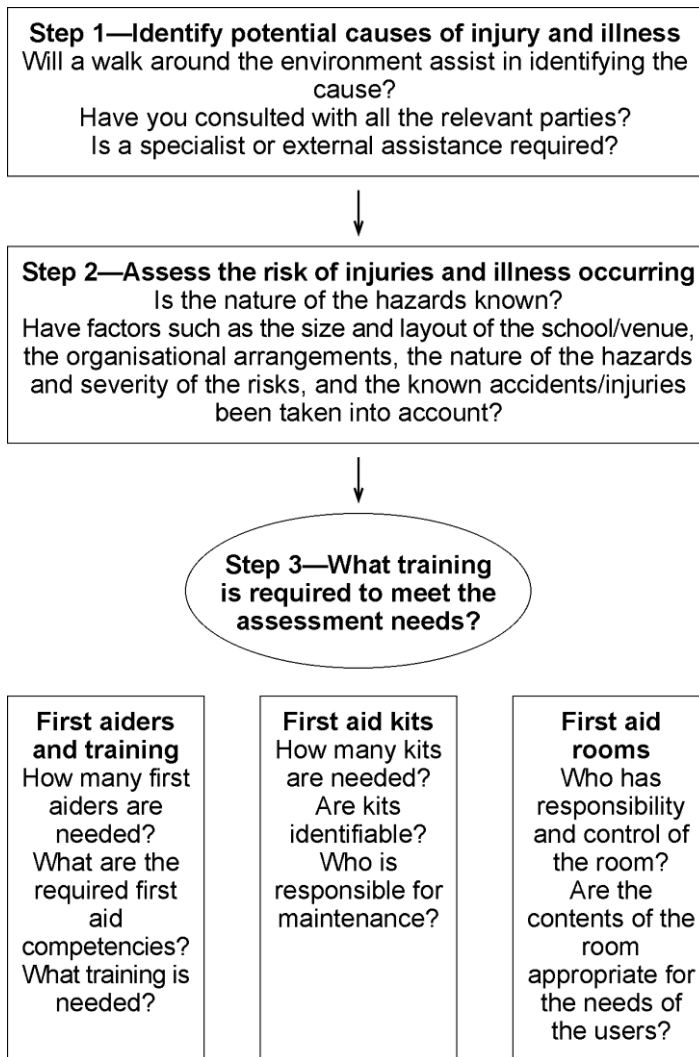 Step 1—Identify potential causes of injury and illness
Will a walk around the environment assist in identifying the
cause?
Have you consulted with all the relevant parties?
Is a specialist or external assistance required?
Step 2—Assess the risk of injuries and illness occurring
Is the nature of the hazards known?
Have factors such as the size and layout of the school/venue,
the organisational arrangements, the nature of the hazards
and severity of the risks, and the known accidents/injuries
been taken into account?
Step 3—What training
is required to meet the
assessment needs?
First aiders
and training
How many first
aiders are
needed?
What are the
required first
aid
competencies?
What training is
needed?
First aid kits
How many kits
are needed?
Are kits
identifiable?
Who is
responsible for
maintenance?
First aid
rooms
Who has
responsibility
and control of
the room?
Are the
contents of the
room
appropriate for
the needs of
the users?